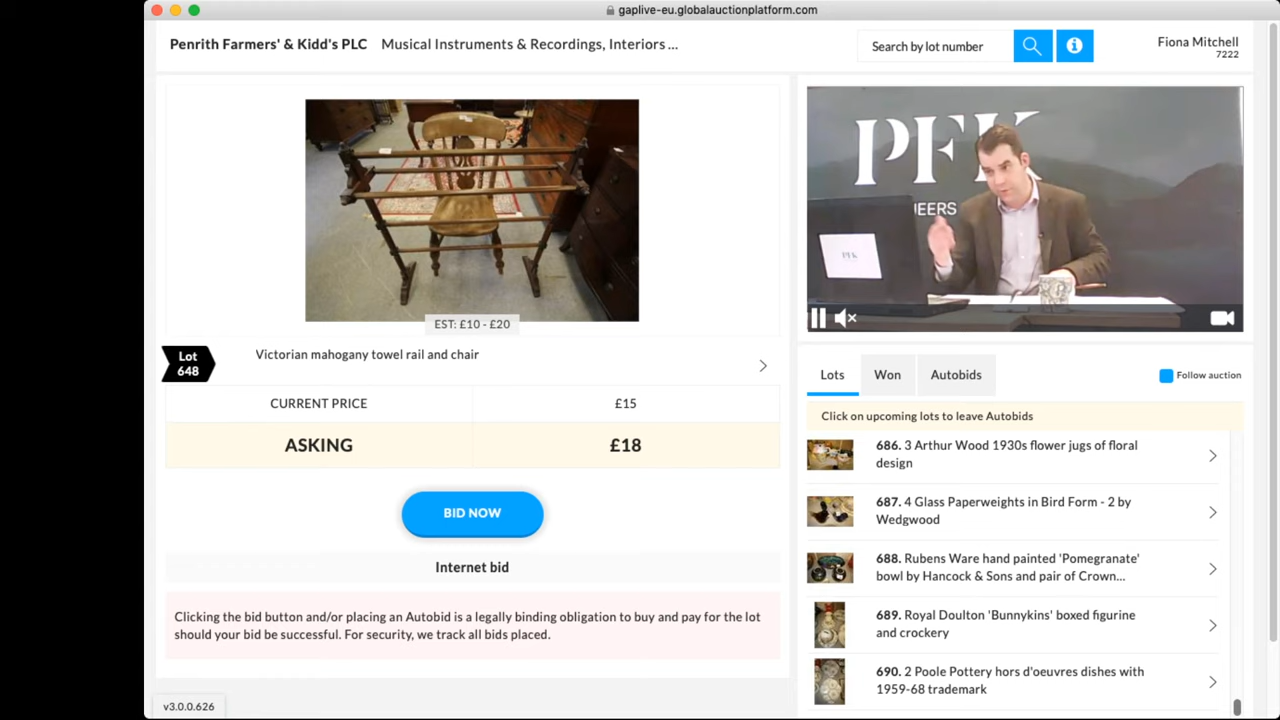 gaplive-eu.globalauctionplatform.com
Penrith Farmers' & Kidd's PLC Musical Instruments & Recordings, Interiors ...
Search by lot number
Fiona Mitchell
7222
PFK
NEERS
PFK
EST: £10 - £20
Lot
648
Victorian mahogany towel rail and chair
CURRENT PRICE £15
ASKING £18
BID NOW
Internet bid
Clicking the bid button and/or placing an Autobid is a legally binding obligation to buy and pay for the lot
should your bid be successful. For security, we track all bids placed.
v3.0.0.626
Lots Won Autobids Follow auction
Click on upcoming lots to leave Autobids
686. 3 Arthur Wood 1930s flower jugs of floral
design
687. 4 Glass Paperweights in Bird Form - 2 by
Wedgwood
688. Rubens Ware hand painted 'Pomegranate'
bowl by Hancock & Sons and pair of Crown...
689. Royal Doulton 'Bunnykins' boxed figurine
and crockery
690. 2 Poole Pottery hors d'oeuvres dishes with
1959-68 trademark